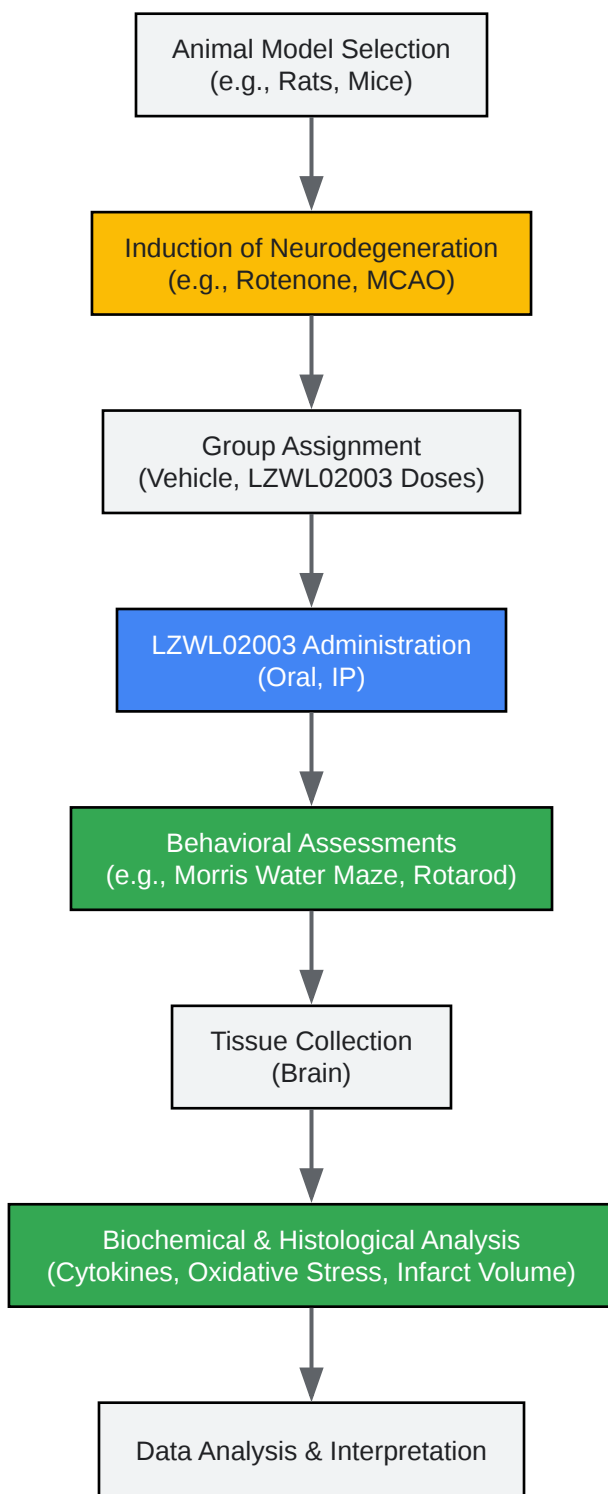 Animal Model Selection
(e.g., Rats, Mice)
Induction of Neurodegeneration
(e.g., Rotenone, MCAO)
Group Assignment
(Vehicle, LZWL02003 Doses)
LZWL02003 Administration
(Oral, IP)
Behavioral Assessments
(e.g., Morris Water Maze, Rotarod)
Tissue Collection
(Brain)
Biochemical & Histological Analysis
(Cytokines, Oxidative Stress, Infarct Volume)
Data Analysis & Interpretation